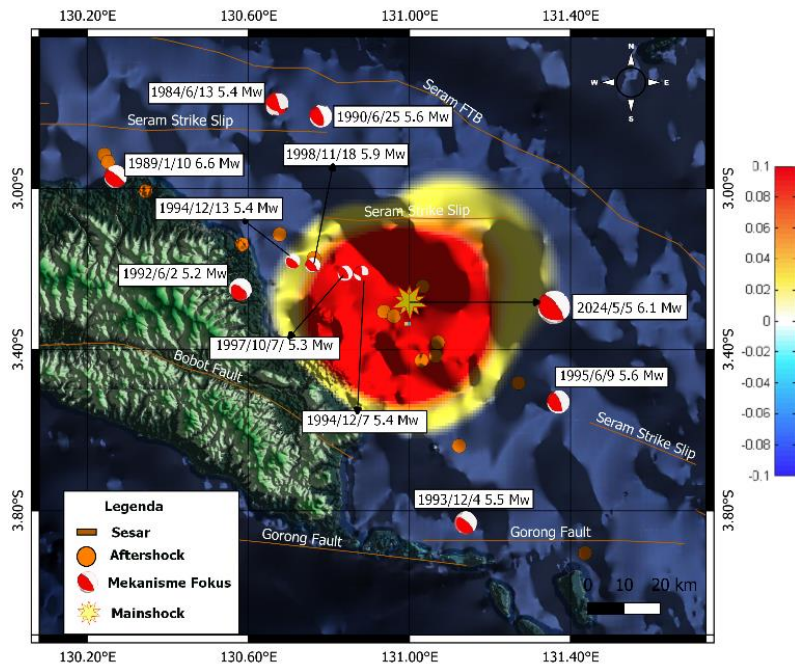 130.20°E 130.60°E 131.00°E 131.40°E
N
W E
S
1984/6/13 5.4 Mw
Seram FTB
1990/6/25 5.6 Mw
Seram Strike Slip
1998/11/18 5.9 Mw
1989/1/10 6.6 Mw
3.00°S
3.00°S
1994/12/13 5.4 Mw
Seram Strike Slip
1992/6/2 5.2 Mw
2024/5/5 6.1 Mw
1997/10/7/ 5.3 Mw
3.40°S
3.40°S
Bobot Fault
1995/6/9 5.6 Mw
1994/12/7 5.4 Mw
Seram Strike Slip
1993/12/4 5.5 Mw
3.80°S
3.80°S
Gorong Fault
Gorong Fault
Legenda
Sesar
Aftershock
Mekanisme Fokus
Mainshock
0 10 20 km
130.20°E 130.60°E 131.00°E 131.40°E
0.1
0.08
0.06
0.04
0.02
0
-0.02
-0.04
-0.06
-0.08
-0.1